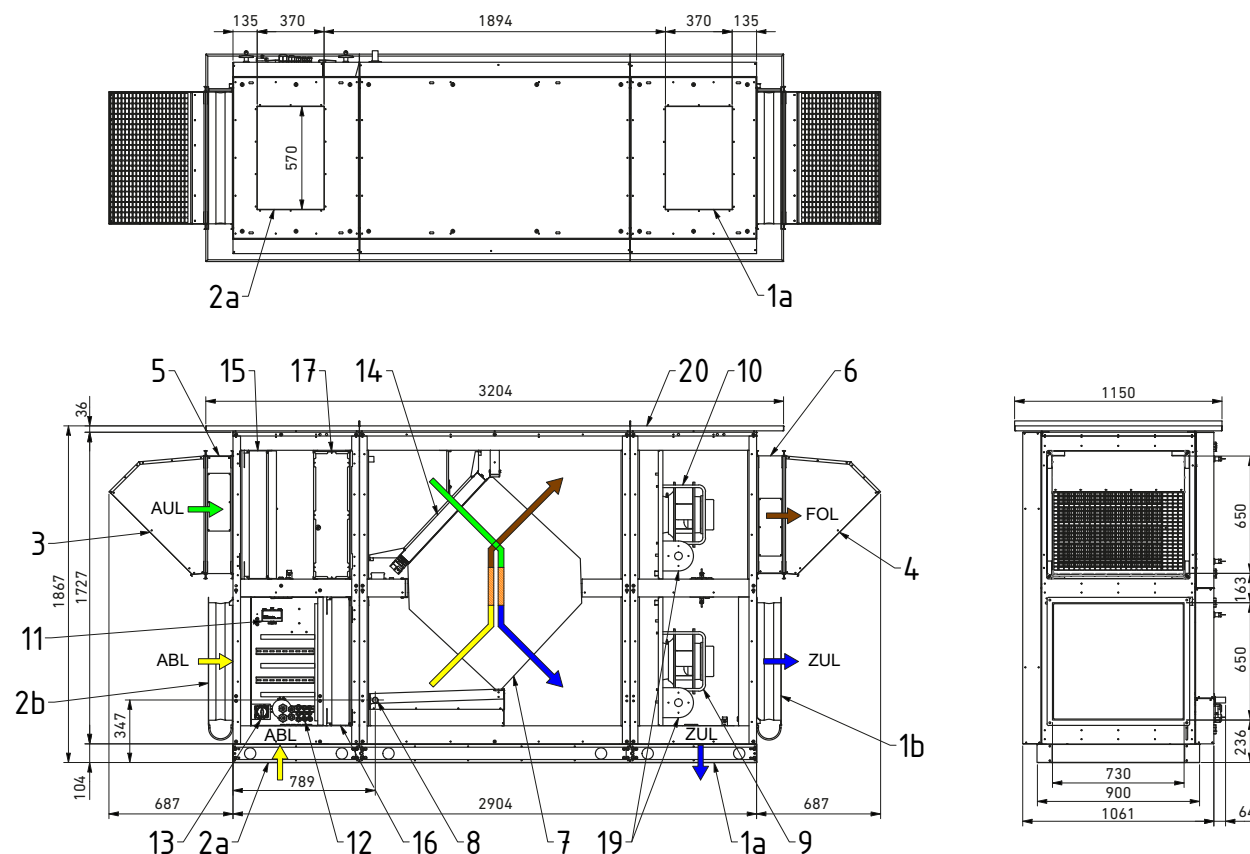 135 370 1894 370 135
570
2a 1a
5 15 17 14 20 10 6
3204
1150
36
AUL FOL
3 4
1867
1727
650
163
11
ABL ZUL
2b
650
347
ABL ZUL
1b
236
104
789 730
687 2904 687 900
1061 64
13 2a 12 16 8 7 19 1a 9